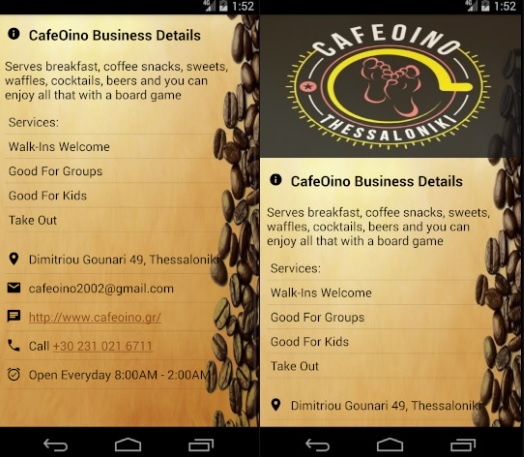 4G 1:52
CafeOino Business Details
Serves breakfast, coffee snacks, sweets,
waffles, cocktails, beers and you can
enjoy all that with a board game
Services:
Walk-Ins Welcome
Good For Groups
Good For Kids
Take Out
Dimitriou Gounari 49, Thessaloniki
cafeoino2002@gmail.com
http://www.cafeoino.gr/
Call +30 231 021 6711
Open Everyday 8:00AM - 2:00AM
4G 1:52
CAFEOINO
THESSALONIKI
CafeOino Business Details
Serves breakfast, coffee snacks, sweets,
waffles, cocktails, beers and you can
enjoy all that with a board game
Services:
Walk-Ins Welcome
Good For Groups
Good For Kids
Take Out
Dimitriou Gounari 49, Thessaloniki